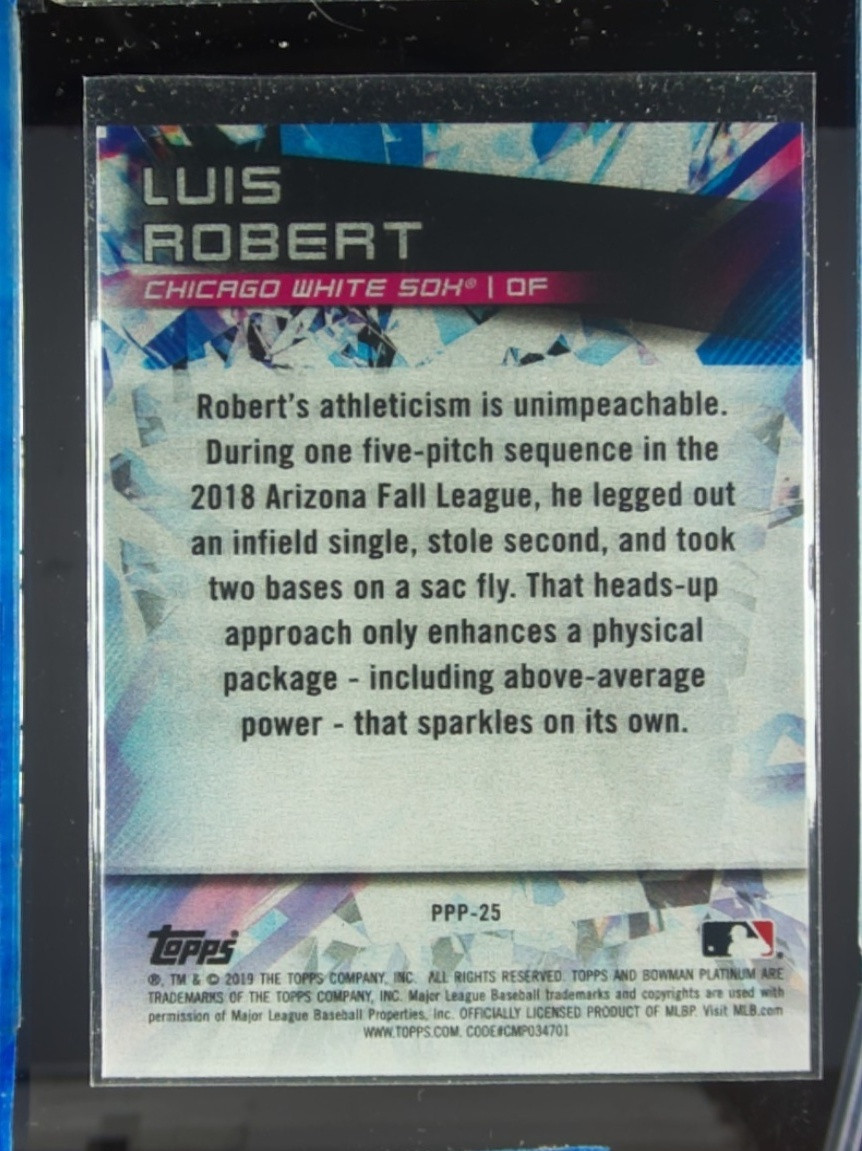 LUIS
ROBERT
CHICAGO WHITE SOX® | OF
Robert's athleticism is unimpeachable.
During one five-pitch sequence in the
2018 Arizona Fall League, he legged out
an infield single, stole second, and took
two bases on a sac fly. That heads-up
approach only enhances a physical
package - including above-average
power - that sparkles on its own.
PPP-25
Topps®
®, TM & © 2019 THE TOPPS COMPANY, INC. ALL RIGHTS RESERVED. TOPPS AND BOWMAN PLATINUM ARE
TRADEMARKS OF THE TOPPS COMPANY, INC. Major League Baseball trademarks and copyrights are used with
permission of Major League Baseball Properties, Inc. OFFICIALLY LICENSED PRODUCT OF MLBP. Visit MLB.com
WWW.TOPPS.COM. CODE#CMP034701